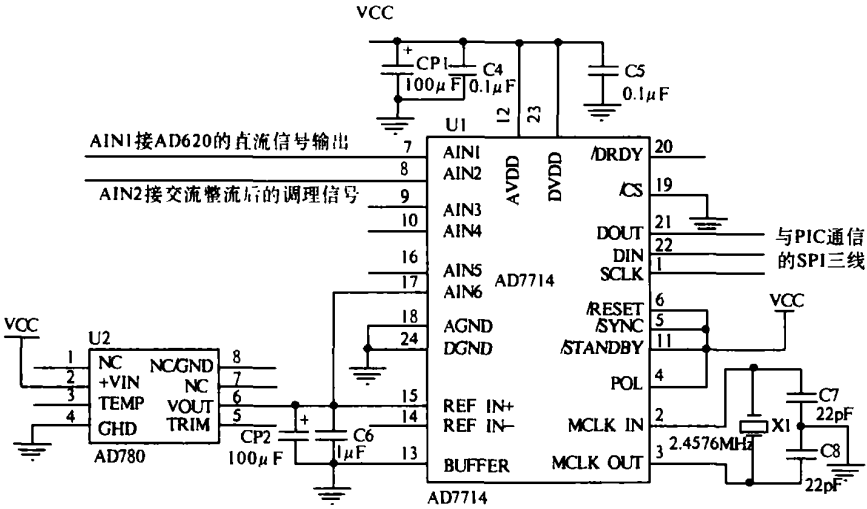 VCC
CP1
100μF
C4
0.1μF
C5
0.1μF
12
23
U1
AIN1接AD620的直流信号输出
7
AIN1
AVDD
DVDD
/DRDY
20
8
AIN2
AIN2接交流整流后的调理信号
/CS
19
9
AIN3
10
AIN4
DOUT
21
与PIC通信
的SPI三线
DIN
22
16
AIN5
AD7714
SCLK
1
17
AIN6
/RESET
6
VCC
18
AGND
/SYNC
5
24
DGND
/STANDBY
11
VCC
U2
1
NC
NC/GND
8
2
+VIN
NC
7
POL
4
3
TEMP
VOUT
6
15
REF IN+
4
GHD
TRIM
5
14
REF IN−
MCLK IN
2
C7
22pF
X1
2.4576MHz
AD780
CP2
100μF
C6
1μF
13
BUFFER
MCLK OUT
3
C8
22pF
AD7714